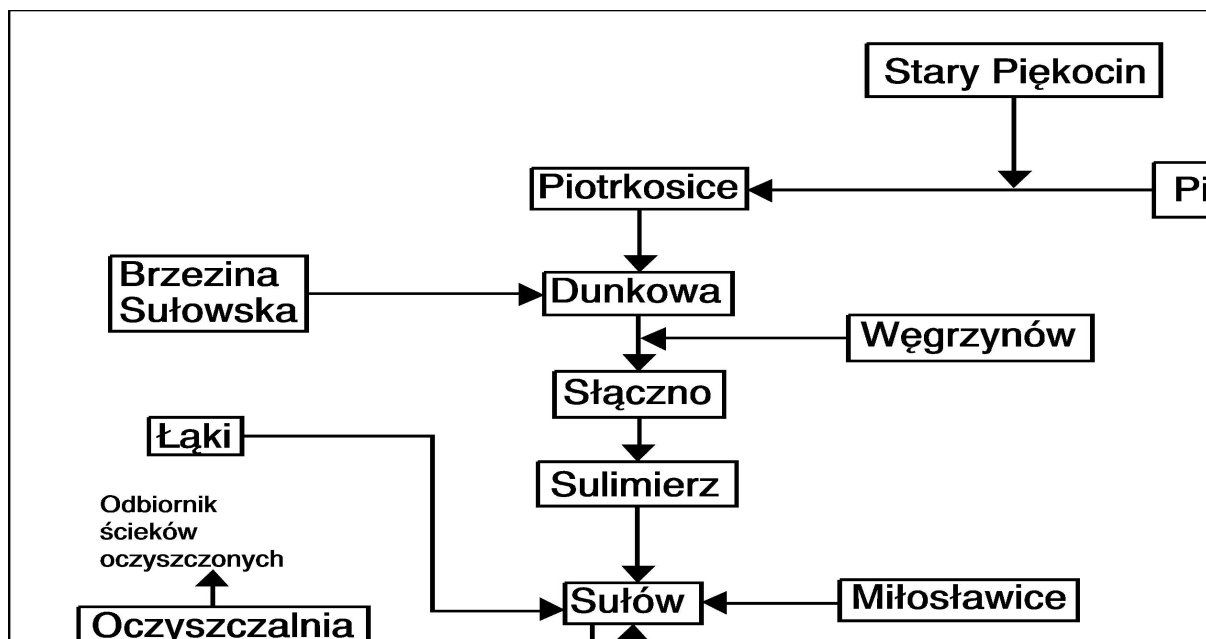 Stary Piękocin
Piotrkosice
Brzezina
Sułowska
Dunkowa
Węgrzynów
Słączno
Łąki
Sulimierz
Odbiornik
ścieków
oczyszczonych
Sułów
Miłosławice
Oczyszczalnia